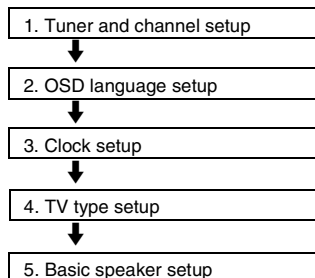 1. Tuner and channel setup
2. OSD language setup
3. Clock setup
4. TV type setup
5. Basic speaker setup